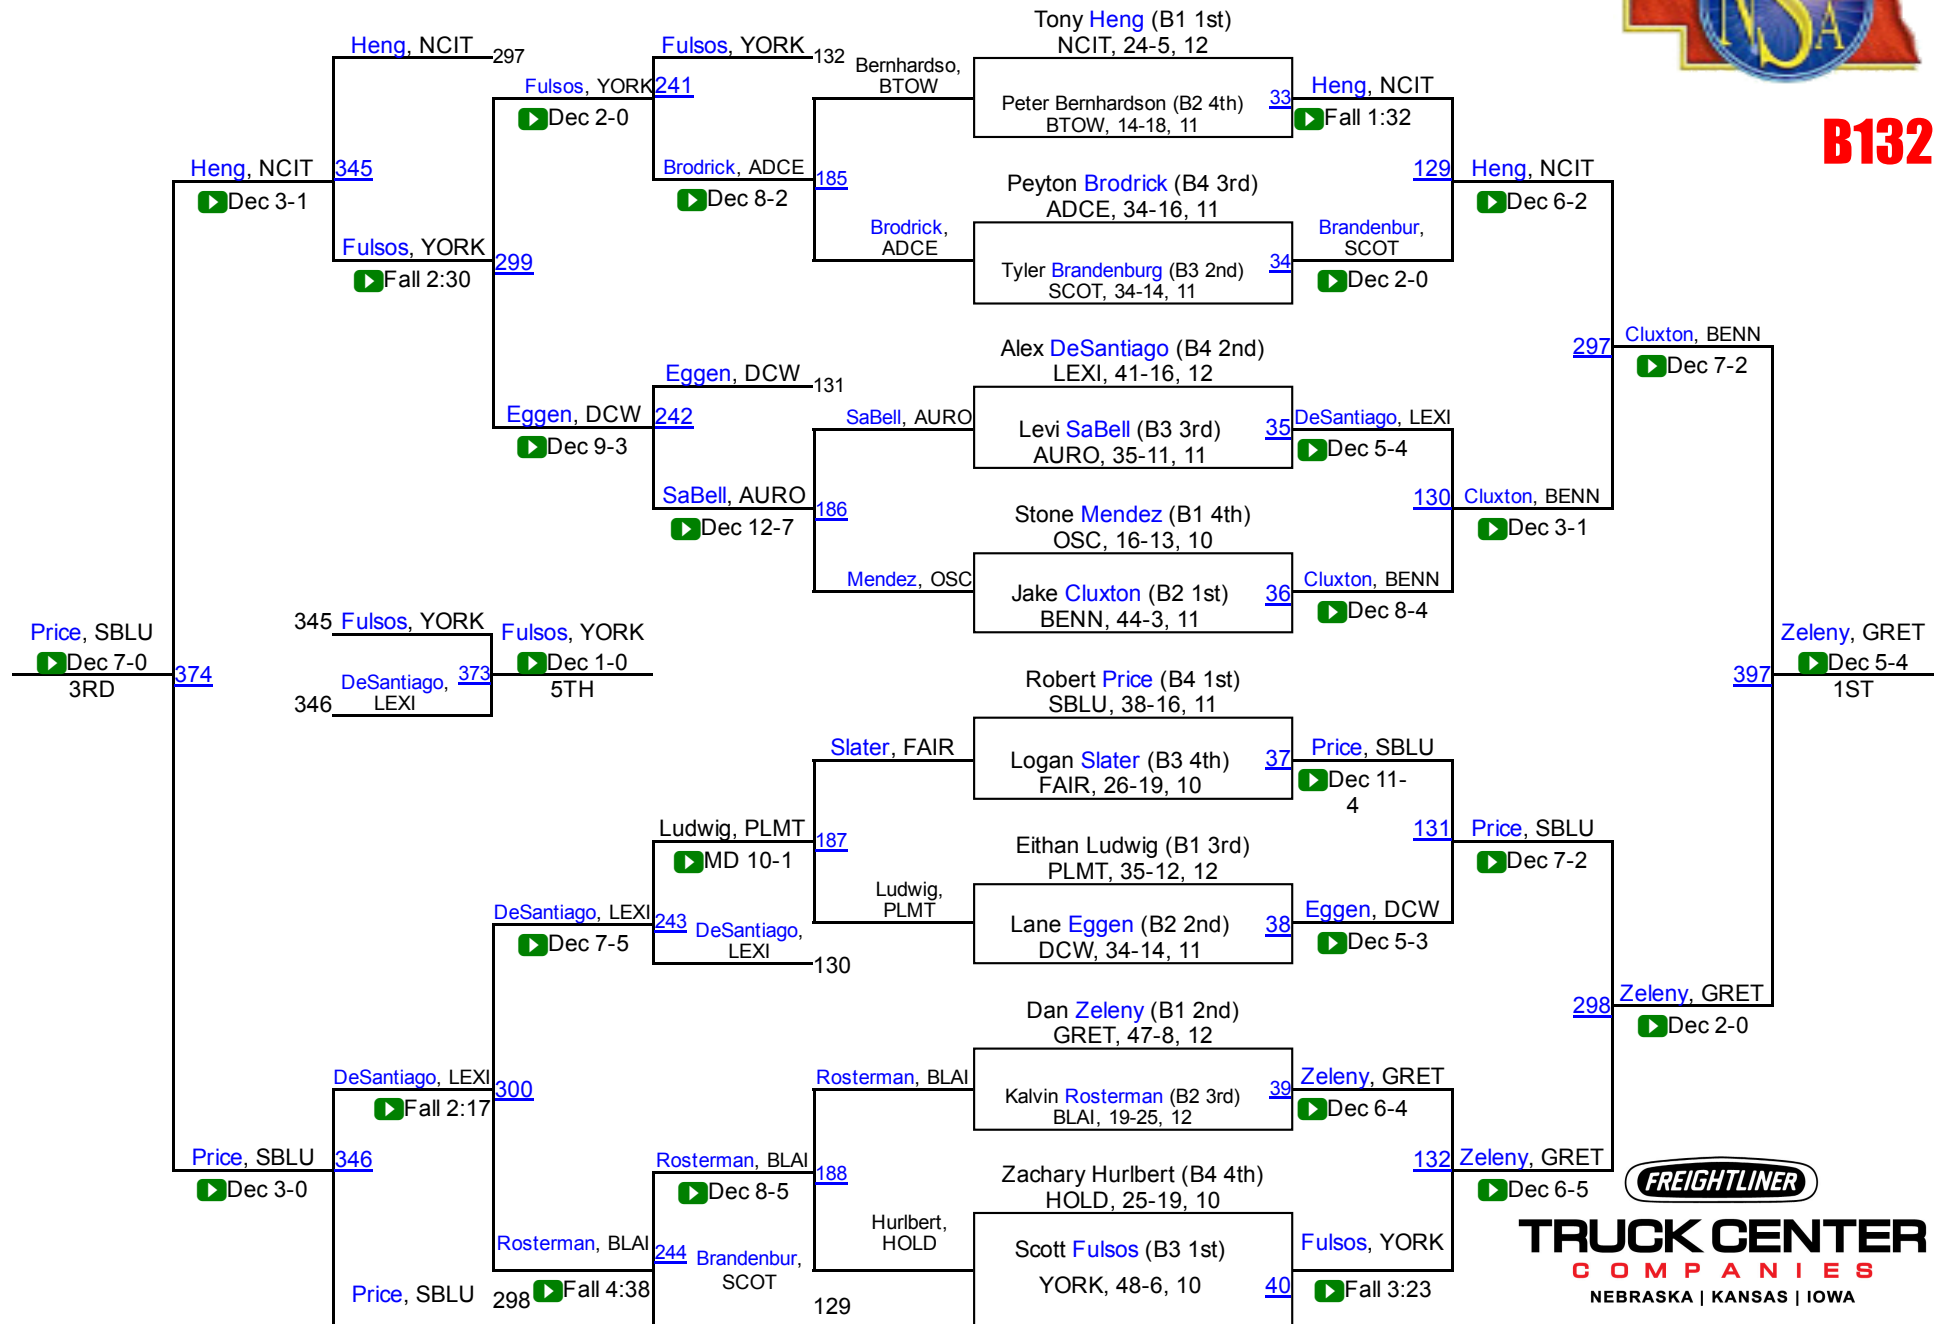 NSA
B132
Tony Heng (B1 1st)
NCIT, 24-5, 12
Peter Bernhardson (B2 4th)
BTOW, 14-18, 11
33
Peyton Brodrick (B4 3rd)
ADCE, 34-16, 11
Tyler Brandenburg (B3 2nd)
SCOT, 34-14, 11
34
Alex DeSantiago (B4 2nd)
LEXI, 41-16, 12
Levi SaBell (B3 3rd)
AURO, 35-11, 11
35
Stone Mendez (B1 4th)
OSC, 16-13, 10
Jake Cluxton (B2 1st)
BENN, 44-3, 11
36
Robert Price (B4 1st)
SBLU, 38-16, 11
Logan Slater (B3 4th)
FAIR, 26-19, 10
37
Eithan Ludwig (B1 3rd)
PLMT, 35-12, 12
Lane Eggen (B2 2nd)
DCW, 34-14, 11
38
Dan Zeleny (B1 2nd)
GRET, 47-8, 12
Kalvin Rosterman (B2 3rd)
BLAI, 19-25, 12
39
Zachary Hurlbert (B4 4th)
HOLD, 25-19, 10
Scott Fulsos (B3 1st)
YORK, 48-6, 10
40
Heng, NCIT
Fall 1:32
129
Brandenbur,
SCOT
Dec 2-0
DeSantiago, LEXI
Dec 5-4
130
Cluxton, BENN
Dec 8-4
Price, SBLU
Dec 11-
4
131
Eggen, DCW
Dec 5-3
Zeleny, GRET
Dec 6-4
132
Fulsos, YORK
Fall 3:23
Heng, NCIT
Dec 6-2
297
Cluxton, BENN
Dec 3-1
Price, SBLU
Dec 7-2
298
Zeleny, GRET
Dec 6-5
Cluxton, BENN
Dec 7-2
397
Zeleny, GRET
Dec 2-0
Zeleny, GRET
Dec 5-4
1ST
Bernhardso,
BTOW
185
Brodrick,
ADCE
SaBell, AURO
186
Mendez, OSC
Slater, FAIR
187
Ludwig,
PLMT
Rosterman, BLAI
188
Hurlbert,
HOLD
Fulsos, YORK
132
241
Brodrick, ADCE
Dec 8-2
Eggen, DCW
131
242
SaBell, AURO
Dec 12-7
Ludwig, PLMT
MD 10-1
243
DeSantiago,
LEXI
130
Rosterman, BLAI
Dec 8-5
244
Brandenbur,
SCOT
129
Fulsos, YORK
Dec 2-0
299
Eggen, DCW
Dec 9-3
DeSantiago, LEXI
Dec 7-5
300
Rosterman, BLAI
Fall 4:38
Heng, NCIT
297
345
Fulsos, YORK
Fall 2:30
DeSantiago, LEXI
Fall 2:17
346
Price, SBLU
298
Heng, NCIT
Dec 3-1
374
Price, SBLU
Dec 3-0
Price, SBLU
Dec 7-0
3RD
345
Fulsos, YORK
373
DeSantiago,
LEXI
346
Fulsos, YORK
Dec 1-0
5TH
FREIGHTLINER
TRUCK CENTER
COMPANIES
NEBRASKA | KANSAS | IOWA